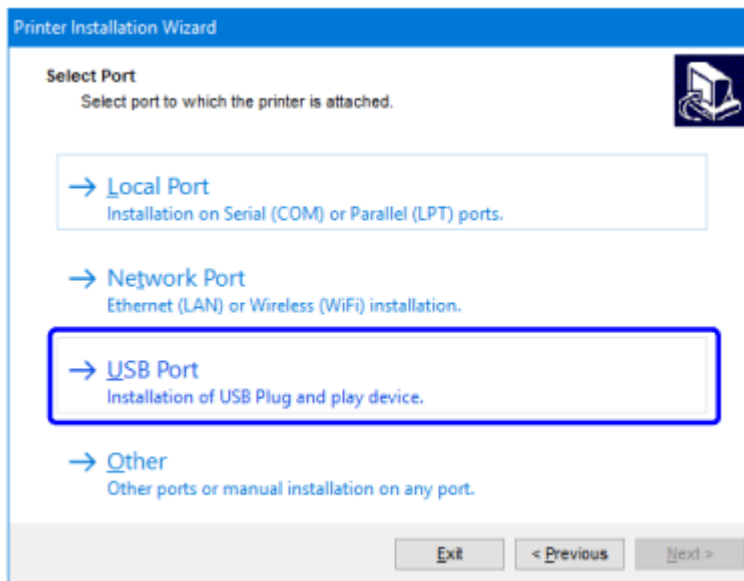 Printer Installation Wizard
Select Port
Select port to which the printer is attached.
Local Port
Installation on Serial (COM) or Parallel (LPT) ports.
Network Port
Ethernet (LAN) or Wireless (WiFi) installation.
USB Port
Installation of USB Plug and play device.
Other
Other ports or manual installation on any port.
Exit < Previous Next >